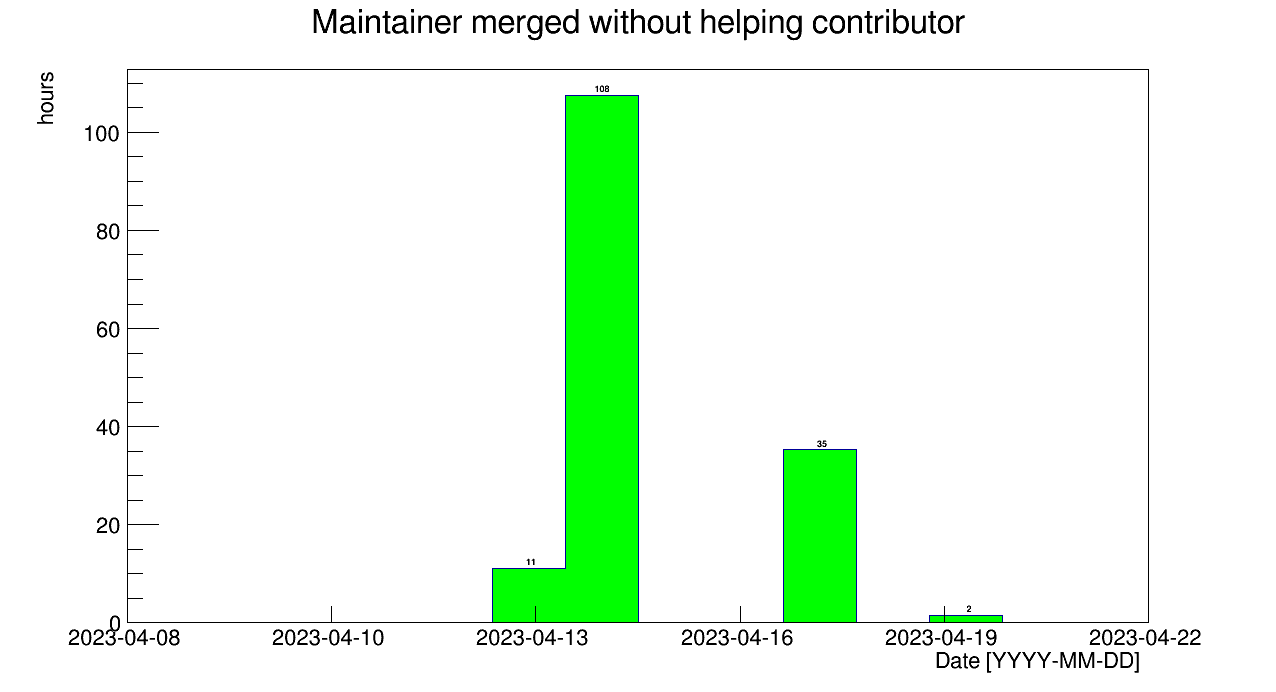 Maintainer merged without helping contributor
hours
108
100
80
60
40
35
20
11
2
0
2023-04-08 2023-04-10 2023-04-13 2023-04-16 2023-04-19 2023-04-22
Date [YYYY-MM-DD]